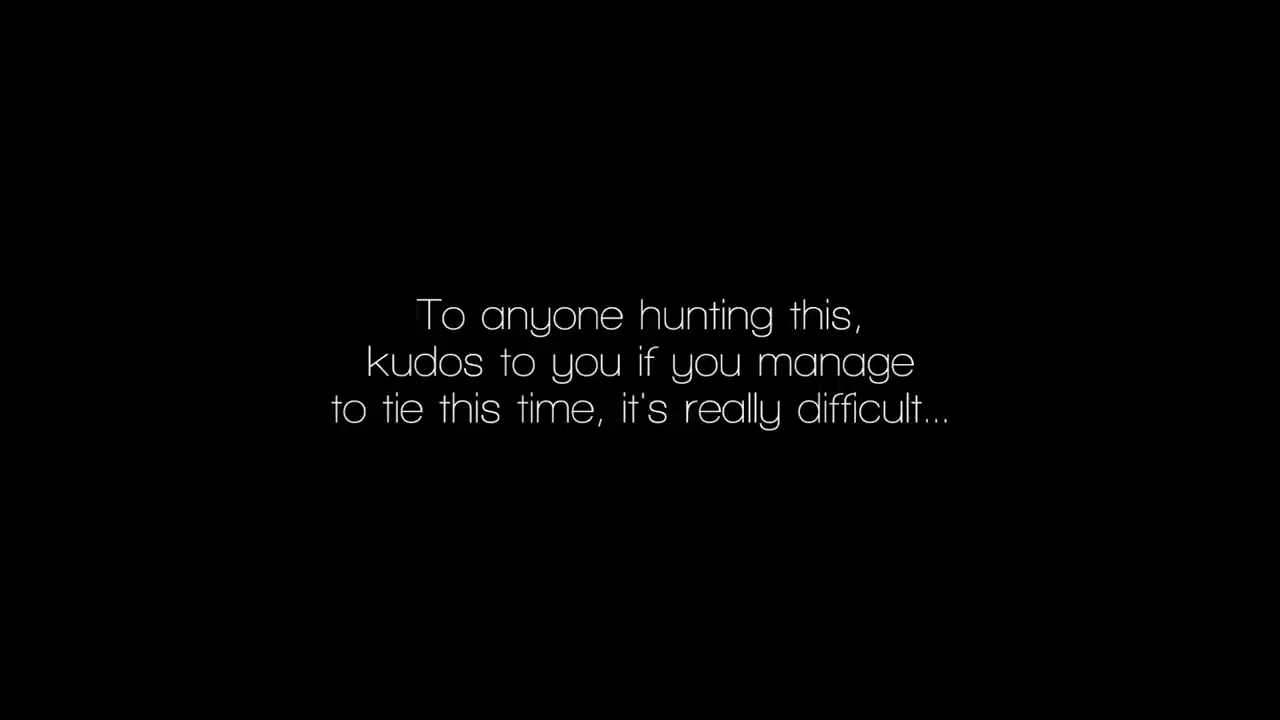 To anyone hunting this,
kudos to you if you manage
to tie this time, it's really difficult...